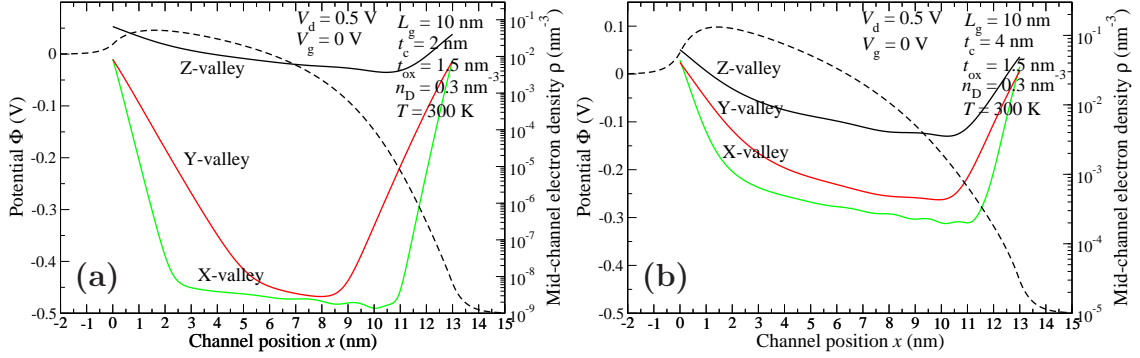 V_d = 0.5 V
V_g = 0 V
L_g = 10 nm
t_c = 2 nm
t_ox = 1.5 nm
n_D = 0.3 nm^-3
T = 300 K
Z-valley
Y-valley
X-valley
(a)
0.1
0
-0.1
-0.2
-0.3
-0.4
-0.5
Potential Φ (V)
-2 -1 0 1 2 3 4 5 6 7 8 9 10 11 12 13 14 15
Channel position x (nm)
10^-1
10^-2
10^-3
10^-4
10^-5
10^-6
10^-7
10^-8
10^-9
Mid-channel electron density ρ (nm^-3)
V_d = 0.5 V
V_g = 0 V
L_g = 10 nm
t_c = 4 nm
t_ox = 1.5 nm
n_D = 0.3 nm^-3
T = 300 K
Z-valley
Y-valley
X-valley
(b)
0.1
0
-0.1
-0.2
-0.3
-0.4
-0.5
Potential Φ (V)
-2 -1 0 1 2 3 4 5 6 7 8 9 10 11 12 13 14 15
Channel position x (nm)
10^-1
10^-2
10^-3
10^-4
10^-5
Mid-channel electron density ρ (nm^-3)